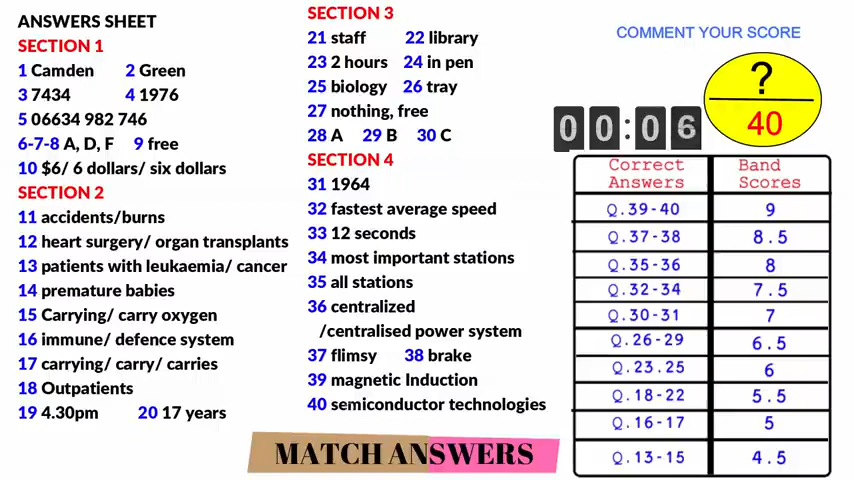 ANSWERS SHEET
SECTION 1
1 Camden 2 Green
3 7434 4 1976
5 06634 982 746
6-7-8 A, D, F 9 free
10 $6/ 6 dollars/ six dollars
SECTION 2
11 accidents/burns
12 heart surgery/ organ transplants
13 patients with leukaemia/ cancer
14 premature babies
15 Carrying/ carry oxygen
16 immune/ defence system
17 carrying/ carry/ carries
18 Outpatients
19 4.30pm 20 17 years
SECTION 3
21 staff 22 library
23 2 hours 24 in pen
25 biology 26 tray
27 nothing, free
28 A 29 B 30 C
SECTION 4
31 1964
32 fastest average speed
33 12 seconds
34 most important stations
35 all stations
36 centralized
/centralised power system
37 flimsy 38 brake
39 magnetic Induction
40 semiconductor technologies
MATCH ANSWERS
COMMENT YOUR SCORE
?
40
00:06
Correct Answers Band Scores
Q.39-40 9
Q.37-38 8.5
Q.35-36 8
Q.32-34 7.5
Q.30-31 7
Q.26-29 6.5
Q.23.25 6
Q.18-22 5.5
Q.16-17 5
Q.13-15 4.5